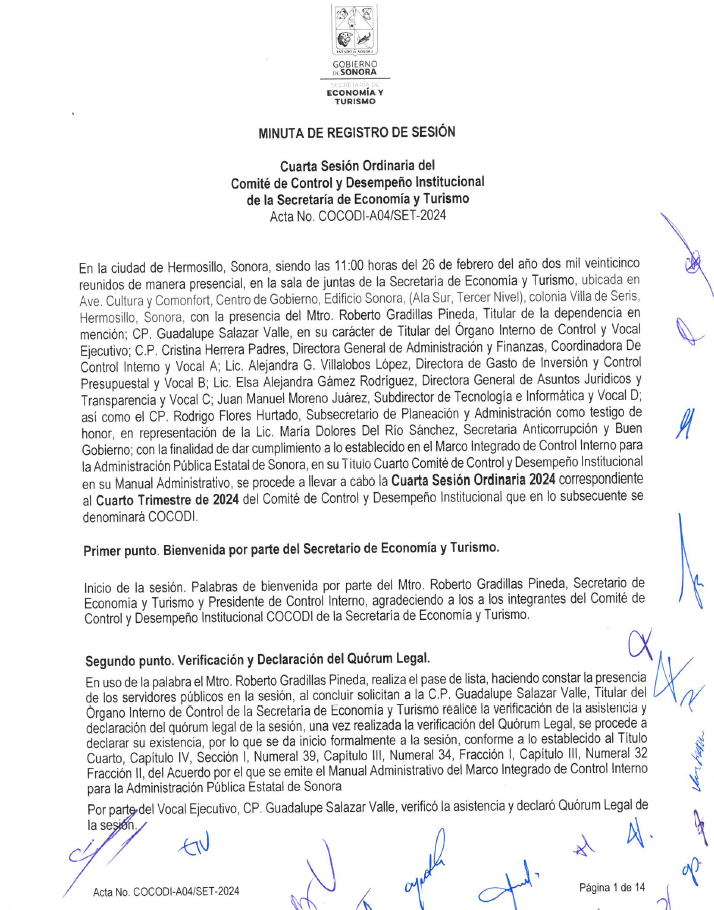 ESTADO DE SONORA
GOBIERNO
DE SONORA
SECRETARÍA DE
ECONOMÍA Y
TURISMO
MINUTA DE REGISTRO DE SESIÓN
Cuarta Sesión Ordinaria del
Comité de Control y Desempeño Institucional
de la Secretaría de Economía y Turismo
Acta No. COCODI-A04/SET-2024
En la ciudad de Hermosillo, Sonora, siendo las 11:00 horas del 26 de febrero del año dos mil veinticinco
reunidos de manera presencial, en la sala de juntas de la Secretaría de Economía y Turismo, ubicada en
Ave. Cultura y Comonfort, Centro de Gobierno, Edificio Sonora, (Ala Sur, Tercer Nivel), colonia Villa de Seris,
Hermosillo, Sonora, con la presencia del Mtro. Roberto Gradillas Pineda, Titular de la dependencia en
mención; CP. Guadalupe Salazar Valle, en su carácter de Titular del Órgano Interno de Control y Vocal
Ejecutivo; C.P. Cristina Herrera Padres, Directora General de Administración y Finanzas, Coordinadora De
Control Interno y Vocal A; Lic. Alejandra G. Villalobos López, Directora de Gasto de Inversión y Control
Presupuestal y Vocal B; Lic. Elsa Alejandra Gámez Rodríguez, Directora General de Asuntos Jurídicos y
Transparencia y Vocal C; Juan Manuel Moreno Juárez, Subdirector de Tecnología e Informática y Vocal D;
así como el CP. Rodrigo Flores Hurtado, Subsecretario de Planeación y Administración como testigo de
honor, en representación de la Lic. María Dolores Del Río Sánchez, Secretaria Anticorrupción y Buen
Gobierno; con la finalidad de dar cumplimiento a lo establecido en el Marco Integrado de Control Interno para
la Administración Pública Estatal de Sonora, en su Titulo Cuarto Comité de Control y Desempeño Institucional
en su Manual Administrativo, se procede a llevar a cabo la Cuarta Sesión Ordinaria 2024 correspondiente
al Cuarto Trimestre de 2024 del Comité de Control y Desempeño Institucional que en lo subsecuente se
denominará COCODI.
Primer punto. Bienvenida por parte del Secretario de Economía y Turismo.
Inicio de la sesión. Palabras de bienvenida por parte del Mtro. Roberto Gradillas Pineda, Secretario de
Economía y Turismo y Presidente de Control Interno, agradeciendo a los a los integrantes del Comité de
Control y Desempeño Institucional COCODI de la Secretaría de Economía y Turismo.
Segundo punto. Verificación y Declaración del Quórum Legal.
En uso de la palabra el Mtro. Roberto Gradillas Pineda, realiza el pase de lista, haciendo constar la presencia
de los servidores públicos en la sesión, al concluir solicitan a la C.P. Guadalupe Salazar Valle, Titular del
Órgano Interno de Control de la Secretaria de Economía y Turismo realice la verificación de la asistencia y
declaración del quórum legal de la sesión, una vez realizada la verificación del Quórum Legal, se procede a
declarar su existencia, por lo que se da inicio formalmente a la sesión, conforme a lo establecido al Título
Cuarto, Capítulo IV, Sección I, Numeral 39, Capítulo III, Numeral 34, Fracción I, Capítulo III, Numeral 32
Fracción II, del Acuerdo por el que se emite el Manual Administrativo del Marco Integrado de Control Interno
para la Administración Pública Estatal de Sonora
Por parte del Vocal Ejecutivo, CP. Guadalupe Salazar Valle, verificó la asistencia y declaró Quórum Legal de
la sesión.
Acta No. COCODI-A04/SET-2024
Página 1 de 14